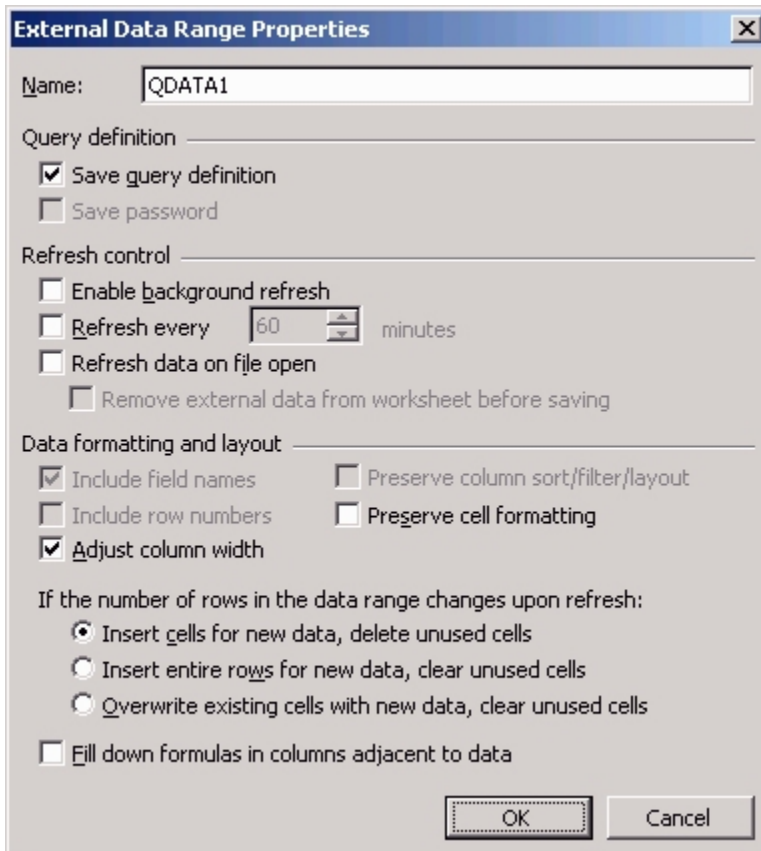 External Data Range Properties
Name: QDATA1
Query definition
Save query definition
Save password
Refresh control
Enable background refresh
Refresh every 60 minutes
Refresh data on file open
Remove external data from worksheet before saving
Data formatting and layout
Include field names Preserve column sort/filter/layout
Include row numbers Preserve cell formatting
Adjust column width
If the number of rows in the data range changes upon refresh:
Insert cells for new data, delete unused cells
Insert entire rows for new data, clear unused cells
Overwrite existing cells with new data, clear unused cells
Fill down formulas in columns adjacent to data
OK Cancel